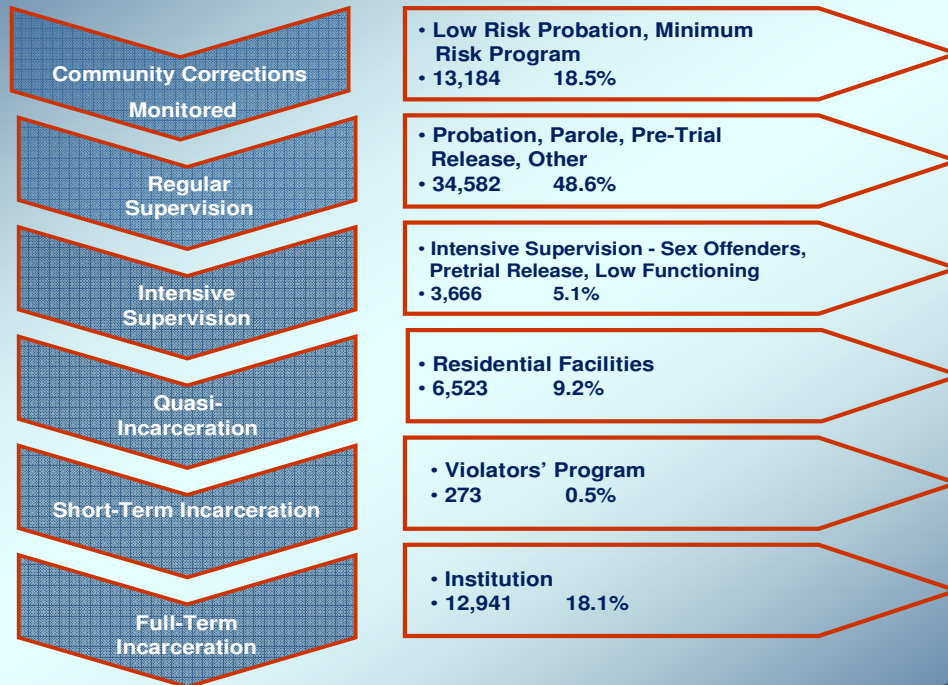 Community Corrections
Monitored
• Low Risk Probation, Minimum
Risk Program
• 13,184 18.5%
Regular
Supervision
• Probation, Parole, Pre-Trial
Release, Other
• 34,582 48.6%
Intensive
Supervision
• Intensive Supervision - Sex Offenders,
Pretrial Release, Low Functioning
• 3,666 5.1%
Quasi-
Incarceration
• Residential Facilities
• 6,523 9.2%
Short-Term Incarceration
• Violators’ Program
• 273 0.5%
Full-Term
Incarceration
• Institution
• 12,941 18.1%